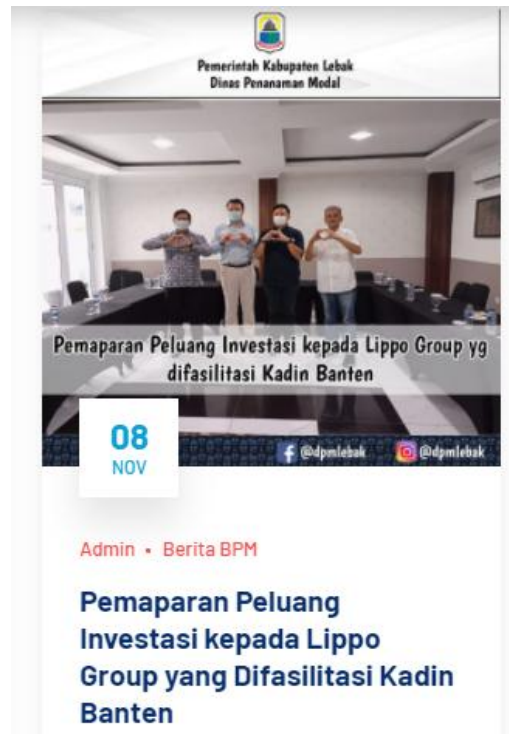 Pemerintah Kabupaten Lebak
Dinas Penanaman Modal
Pemaparan Peluang Investasi kepada Lippo Group yg
difasilitasi Kadin Banten
08
NOV
@dpmlebak
@dpmlebak
Admin • Berita BPM
Pemaparan Peluang
Investasi kepada Lippo
Group yang Difasilitasi Kadin
Banten